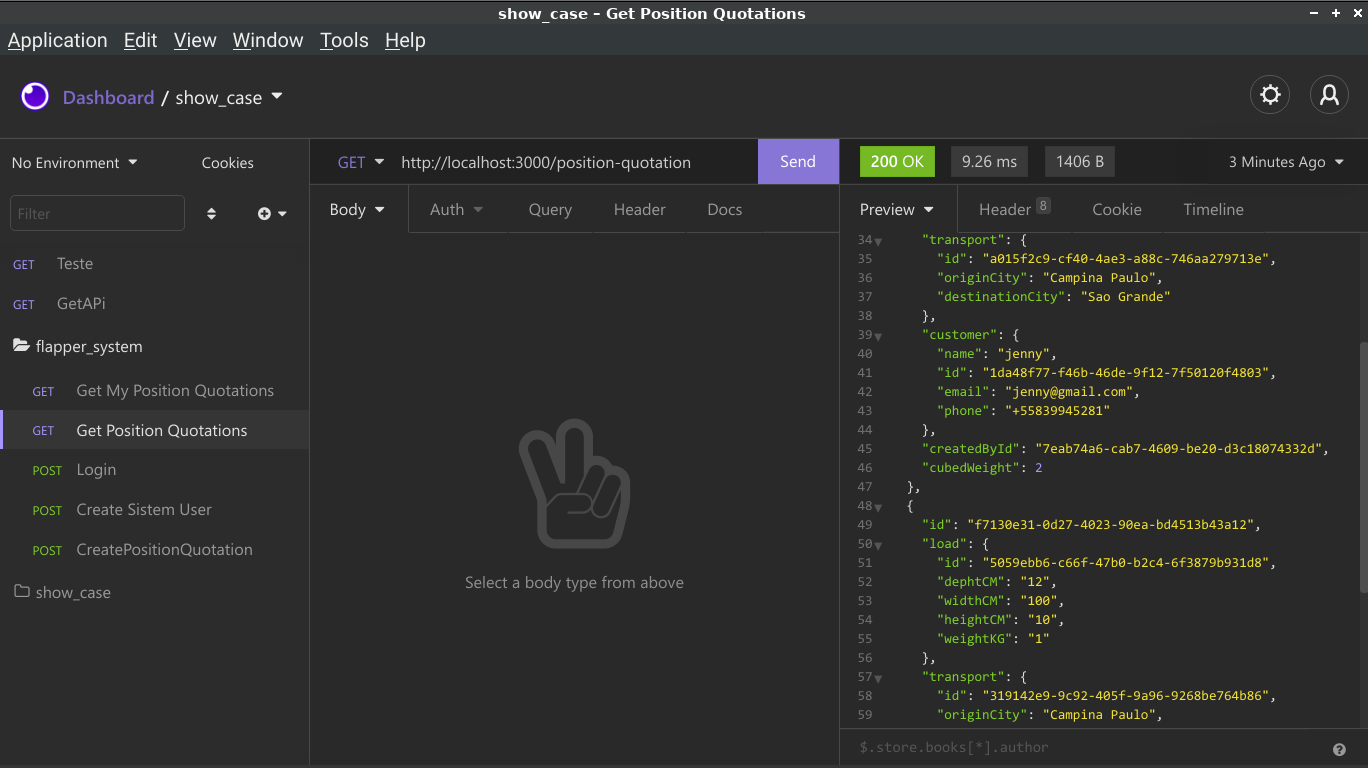 show_case – Get Position Quotations
Application Edit View Window Tools Help
Dashboard / show_case
No Environment Cookies
Filter
GET Teste
GET GetAPi
flapper_system
GET Get My Position Quotations
GET Get Position Quotations
POST Login
POST Create Sistem User
POST CreatePositionQuotation
show_case
GET http://localhost:3000/position-quotation Send
Body Auth Query Header Docs
Select a body type from above
200 OK 9.26 ms 1406 B 3 Minutes Ago
Preview Header 8 Cookie Timeline
34 "transport": {
35 "id": "a015f2c9-cf40-4ae3-a88c-746aa279713e",
36 "originCity": "Campina Paulo",
37 "destinationCity": "Sao Grande"
38 },
39 "customer": {
40 "name": "jenny",
41 "id": "1da48f77-f46b-46de-9f12-7f50120f4803",
42 "email": "jenny@gmail.com",
43 "phone": "+55839945281"
44 },
45 "createdById": "7eab74a6-cab7-4609-be20-d3c18074332d",
46 "cubedWeight": 2
47 },
48 {
49 "id": "f7130e31-0d27-4023-90ea-bd4513b43a12",
50 "load": {
51 "id": "5059ebb6-c66f-47b0-b2c4-6f3879b931d8",
52 "dephtCM": "12",
53 "widthCM": "100",
54 "heightCM": "10",
55 "weightKG": "1"
56 },
57 "transport": {
58 "id": "319142e9-9c92-405f-9a96-9268be764b86",
59 "originCity": "Campina Paulo",
$.store.books[*].author